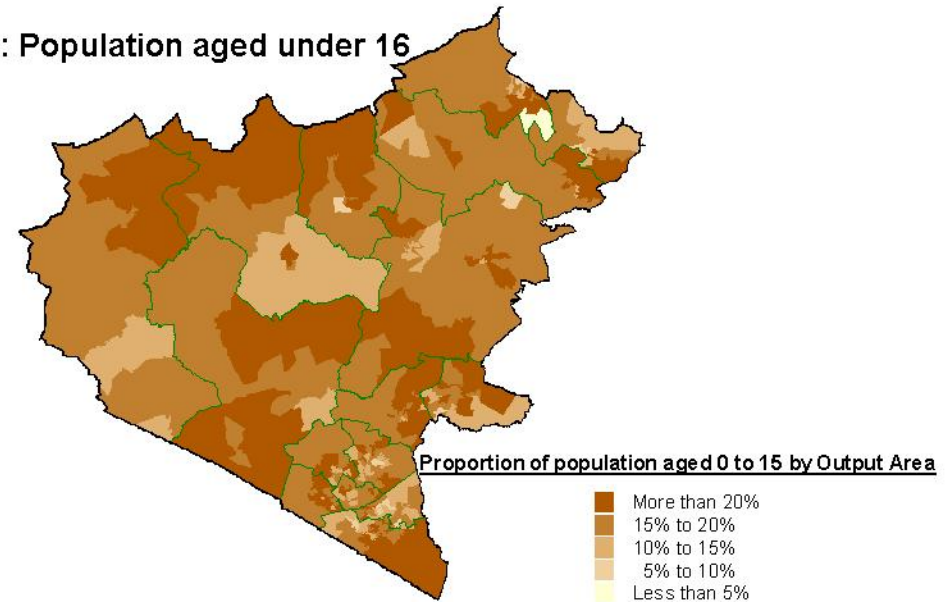 : Population aged under 16
Proportion of population aged 0 to 15 by Output Area
More than 20%
15% to 20%
10% to 15%
5% to 10%
Less than 5%